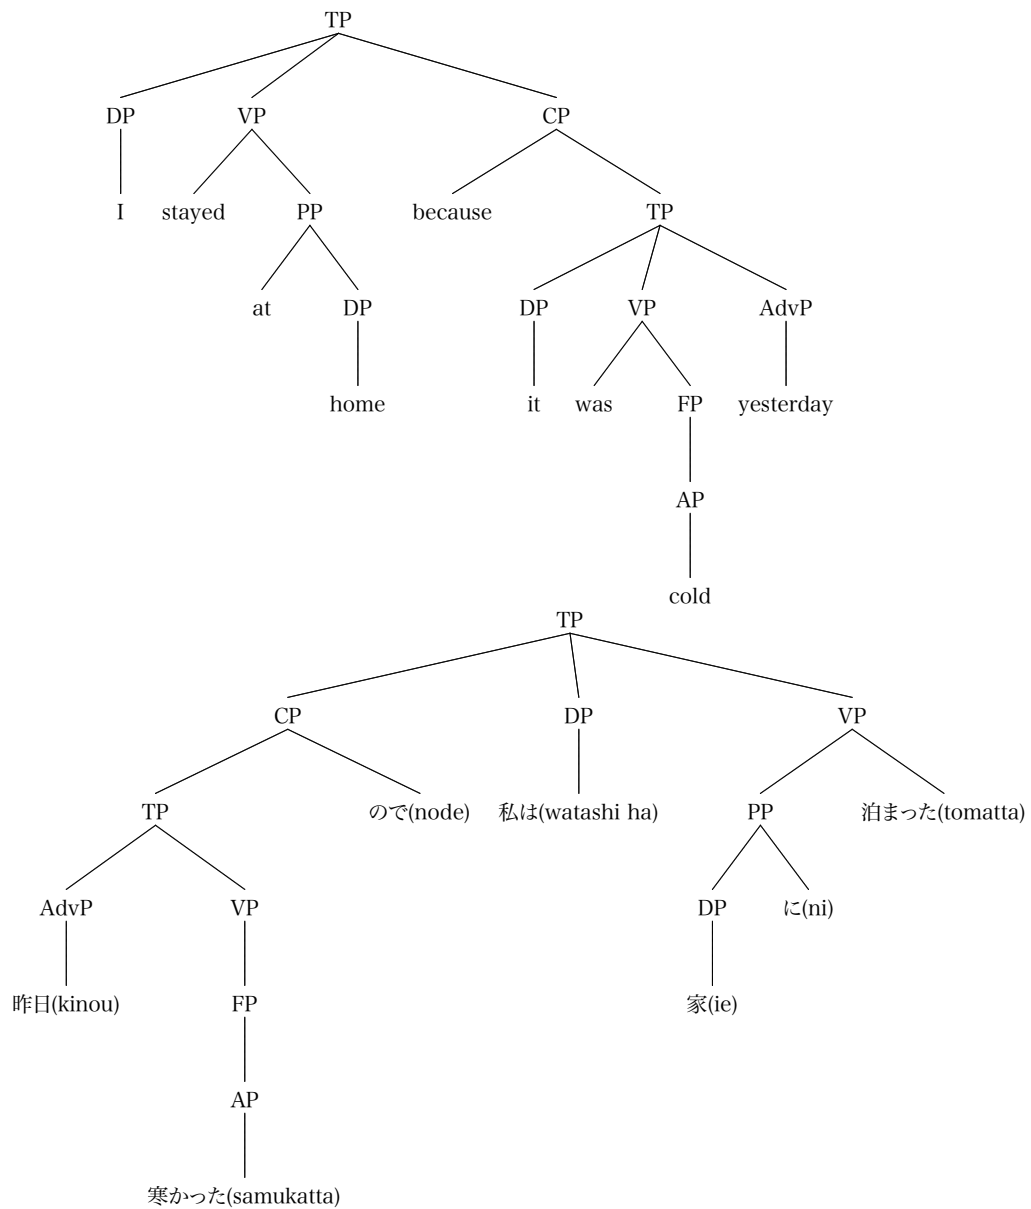 TP
DP VP CP
I stayed PP because TP
at DP DP VP AdvP
home it was FP yesterday
AP
cold
TP
CP DP VP
TP ので(node) 私は(watashi ha) PP 泊まった(tomatta)
AdvP VP DP に(ni)
昨日(kinou) FP 家(ie)
AP
寒かった(samukatta)